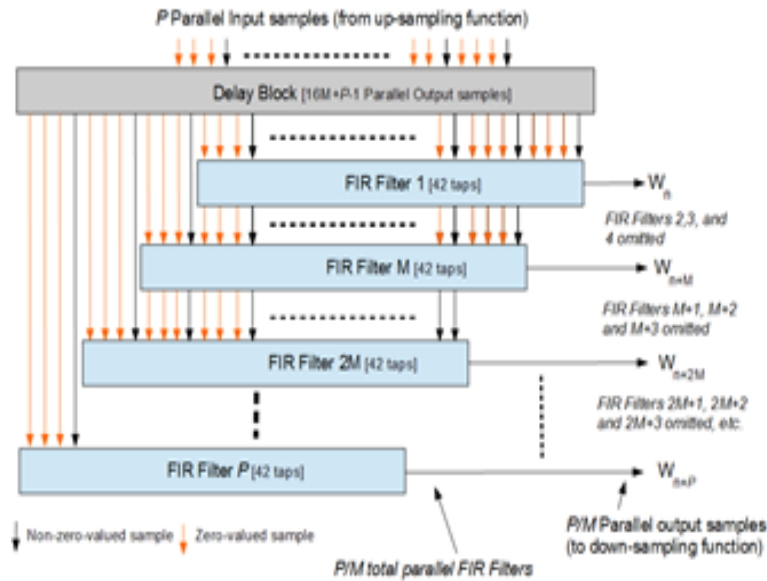 P Parallel Input samples (from up-sampling function)
Delay Block [16M+P-1 Parallel Output samples]
FIR Filter 1 [42 taps]
Wn
FIR Filters 2,3, and
4 omitted
FIR Filter M [42 taps]
Wn+M
FIR Filters M+1, M+2
and M+3 omitted
FIR Filter 2M [42 taps]
Wn+2M
FIR Filters 2M+1, 2M+2
and 2M+3 omitted, etc.
FIR Filter P [42 taps]
Wn+P
Non-zero-valued sample
Zero-valued sample
P/M Parallel output samples
(to down-sampling function)
P/M total parallel FIR Filters